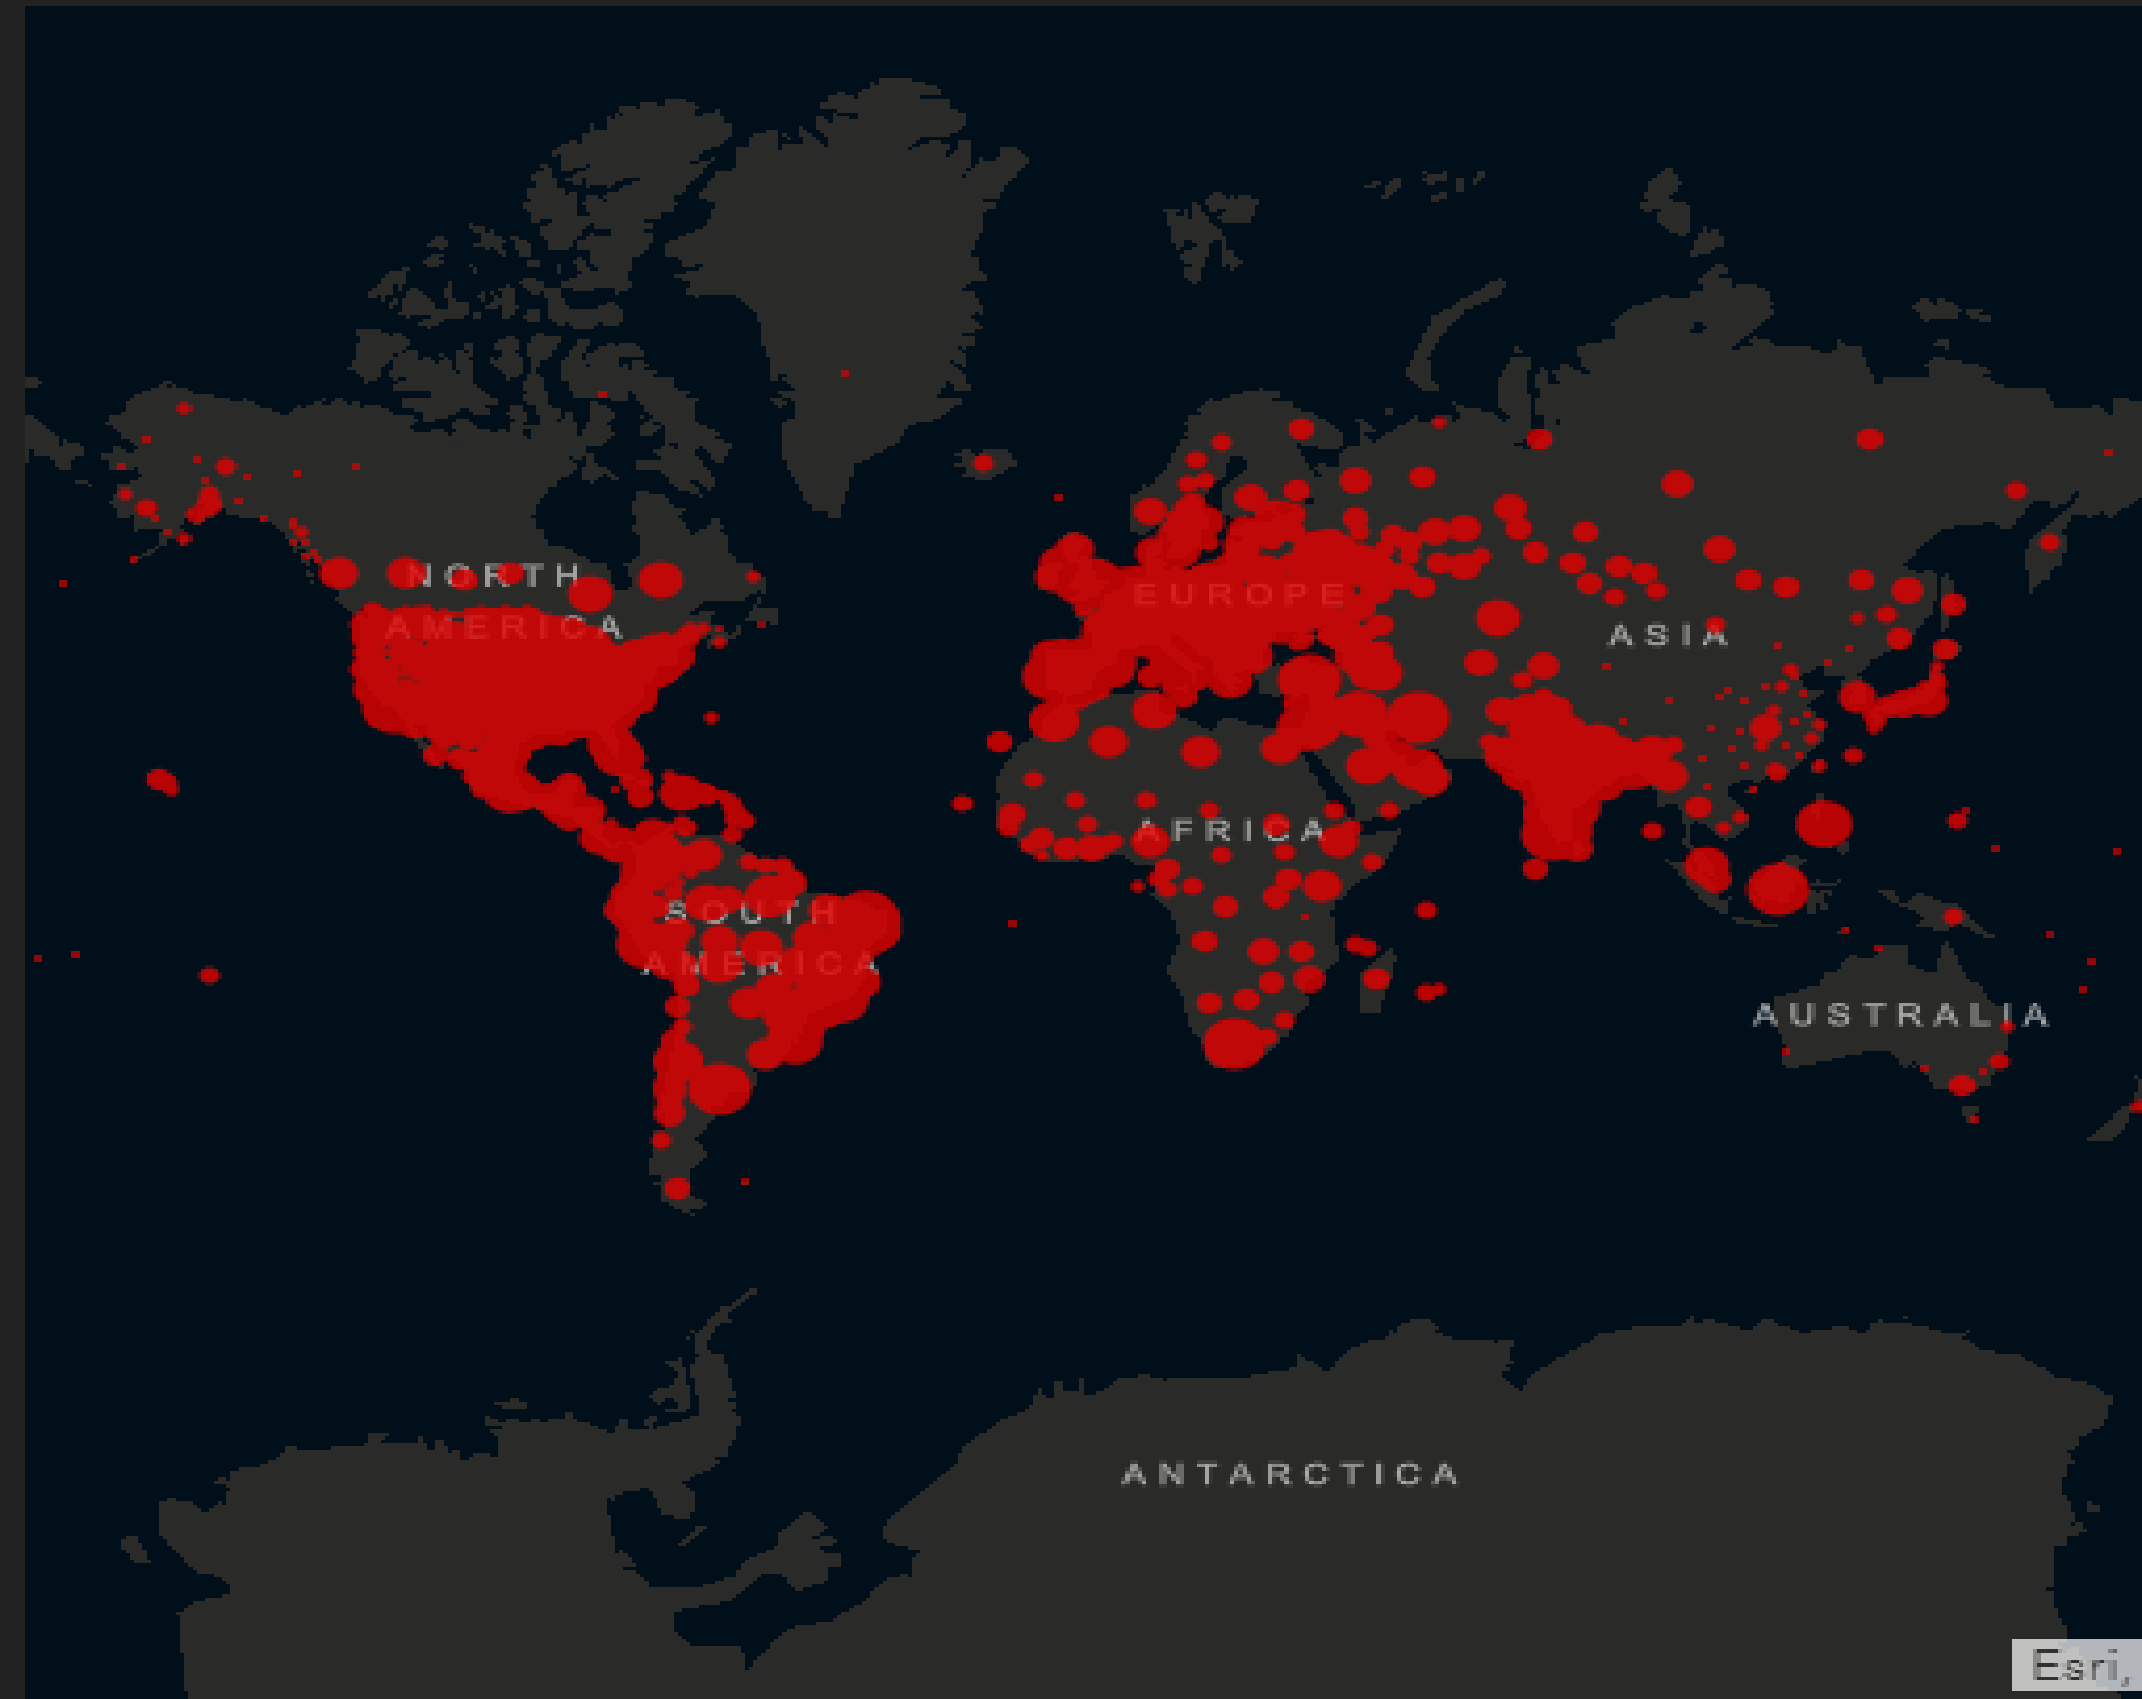 NORTH
AMERICA
EUROPE
ASIA
AFRICA
SOUTH
AMERICA
AUSTRALIA
ANTARCTICA
Esri,